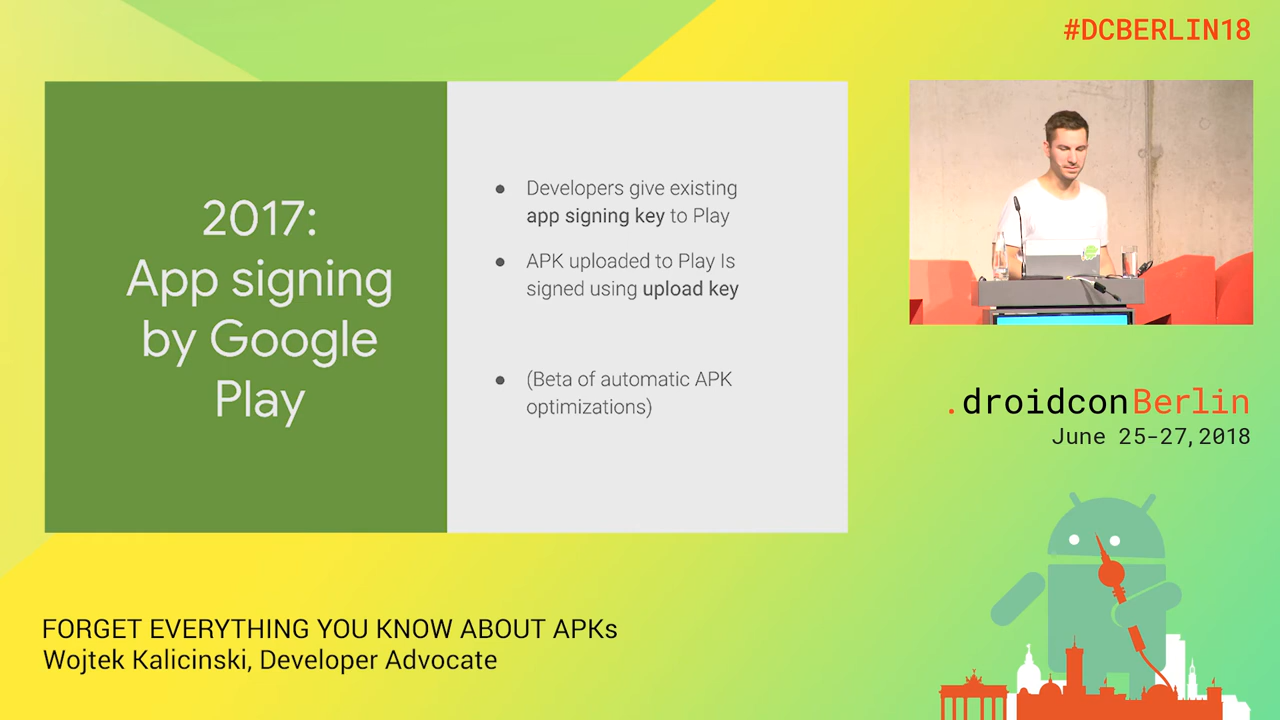 #DCBERLIN18
2017:
App signing
by Google
Play
● Developers give existing
app signing key to Play
● APK uploaded to Play Is
signed using upload key
● (Beta of automatic APK
optimizations)
.droidconBerlin
June 25-27, 2018
FORGET EVERYTHING YOU KNOW ABOUT APKs
Wojtek Kalicinski, Developer Advocate